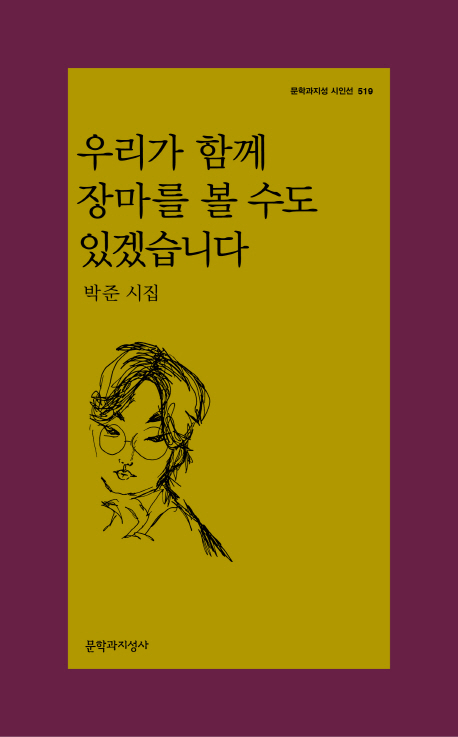 문학과지성 시인선 519
우리가 함께
장마를 볼 수도
있겠습니다
박준 시집
문학과지성사